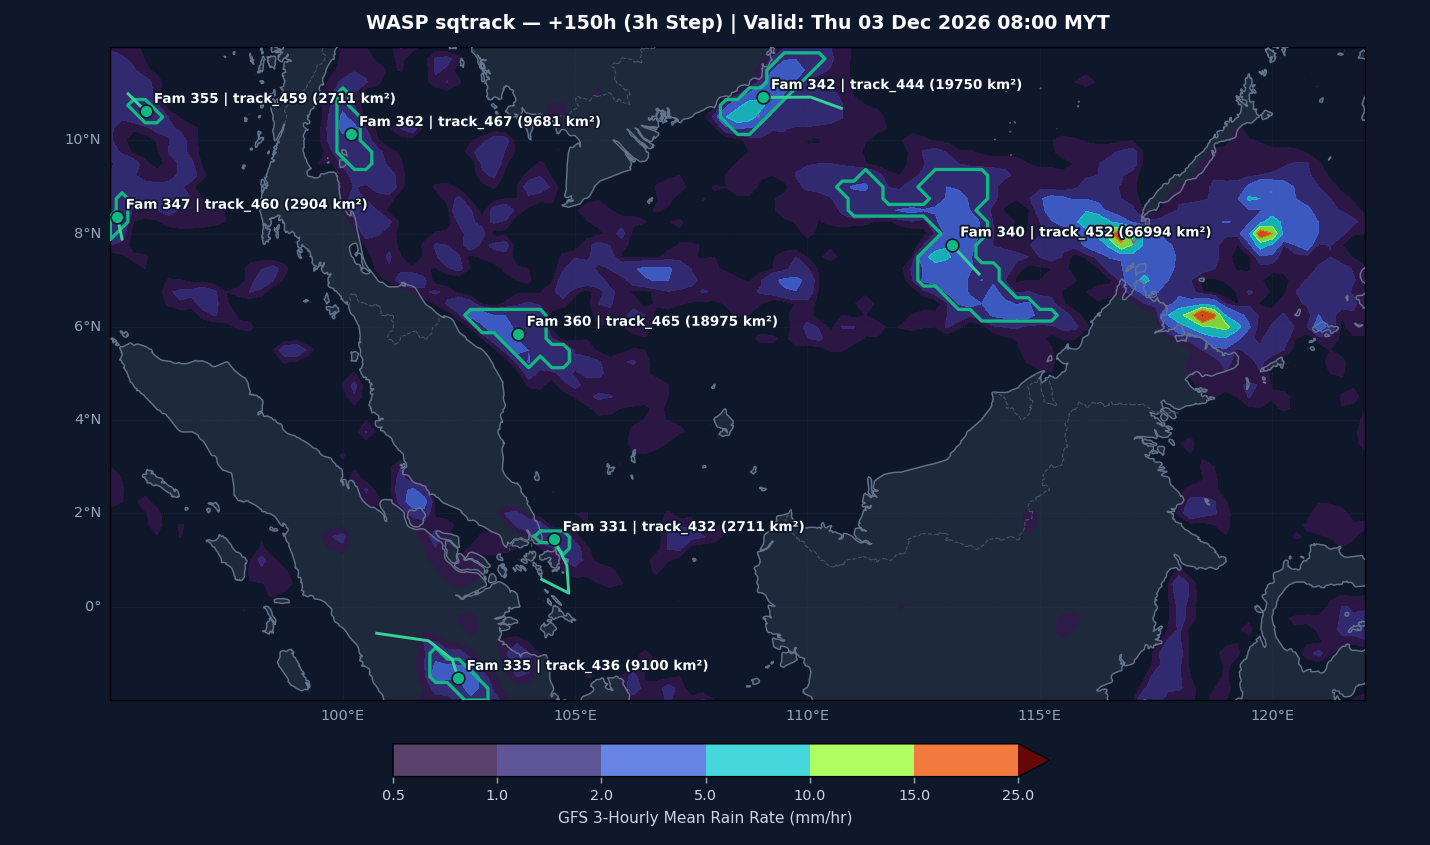 WASP sqtrack — +150h (3h Step) | Valid: Thu 03 Dec 2026 08:00 MYT
Fam 342 | track_444 (19750 km²)
Fam 355 | track_459 (2711 km²)
Fam 362 | track_467 (9681 km²)
10°N
Fam 347 | track_460 (2904 km²)
8°N
Fam 340 | track_452 (66994 km²)
6°N
Fam 360 | track_465 (18975 km²)
4°N
2°N
Fam 331 | track_432 (2711 km²)
0°
Fam 335 | track_436 (9100 km²)
100°E 105°E 110°E 115°E 120°E
0.5 1.0 2.0 5.0 10.0 15.0 25.0
GFS 3-Hourly Mean Rain Rate (mm/hr)